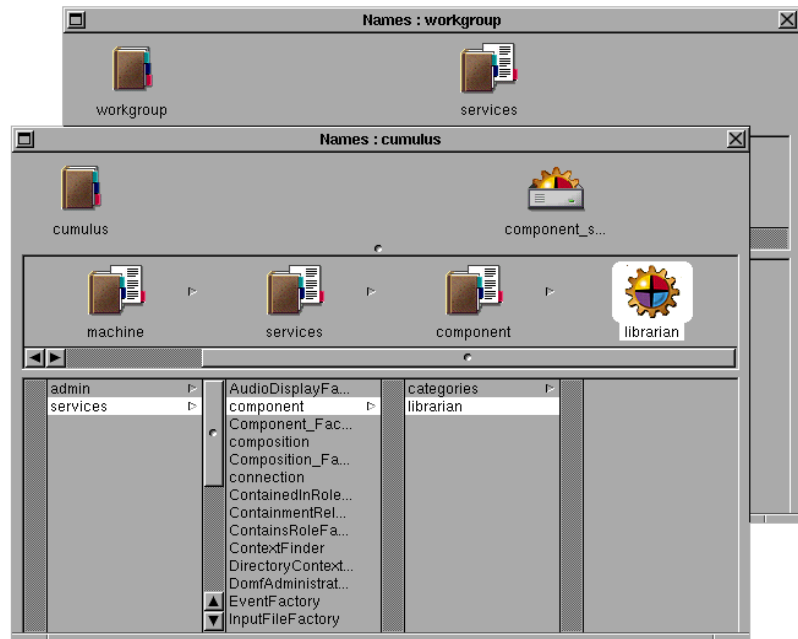 Names : workgroup
workgroup services
Names : cumulus
cumulus component_s...
machine services component librarian
admin AudioDisplayFa... categories
services component librarian
Component_Fac...
composition
Composition_Fa...
connection
ContainedInRole...
ContainmentRel...
ContainsRoleFa...
ContextFinder
DirectoryContext...
DomfAdministrat...
EventFactory
InputFileFactory